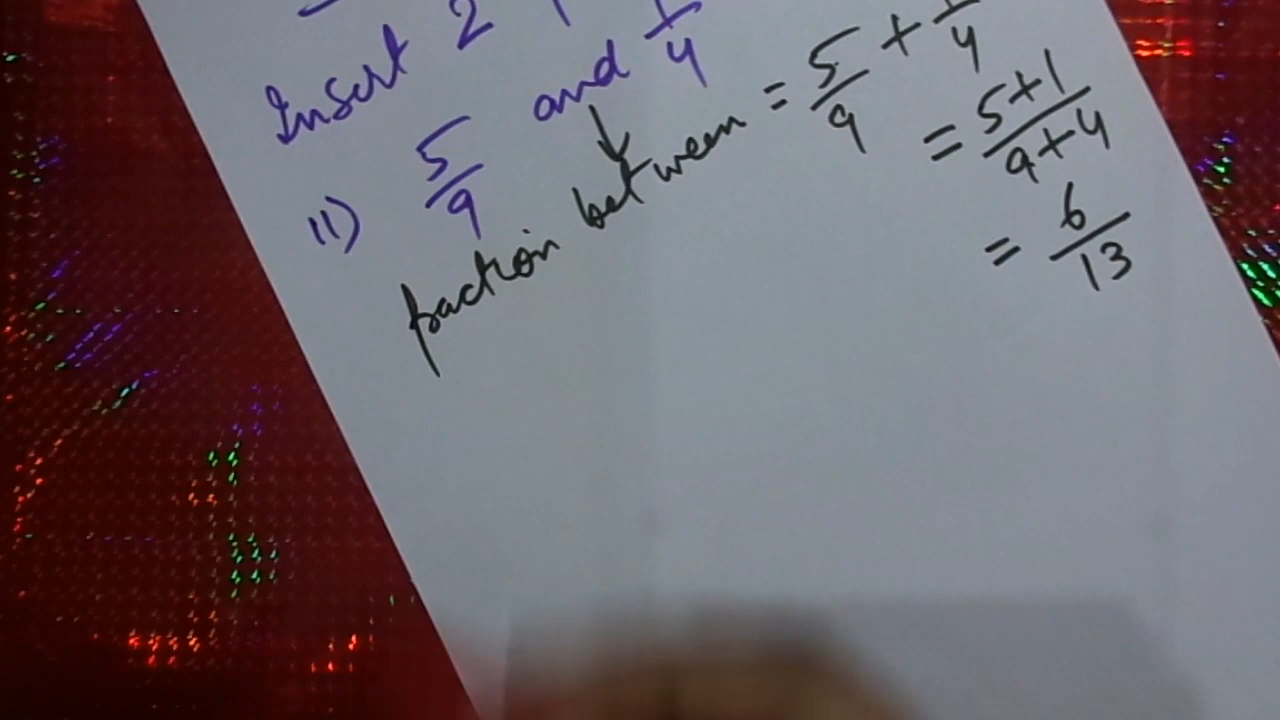 Insert 2
11) 5/9 and 1/4
fraction between = 5/9 + 1/4
= 5+1/9+4
= 6/13